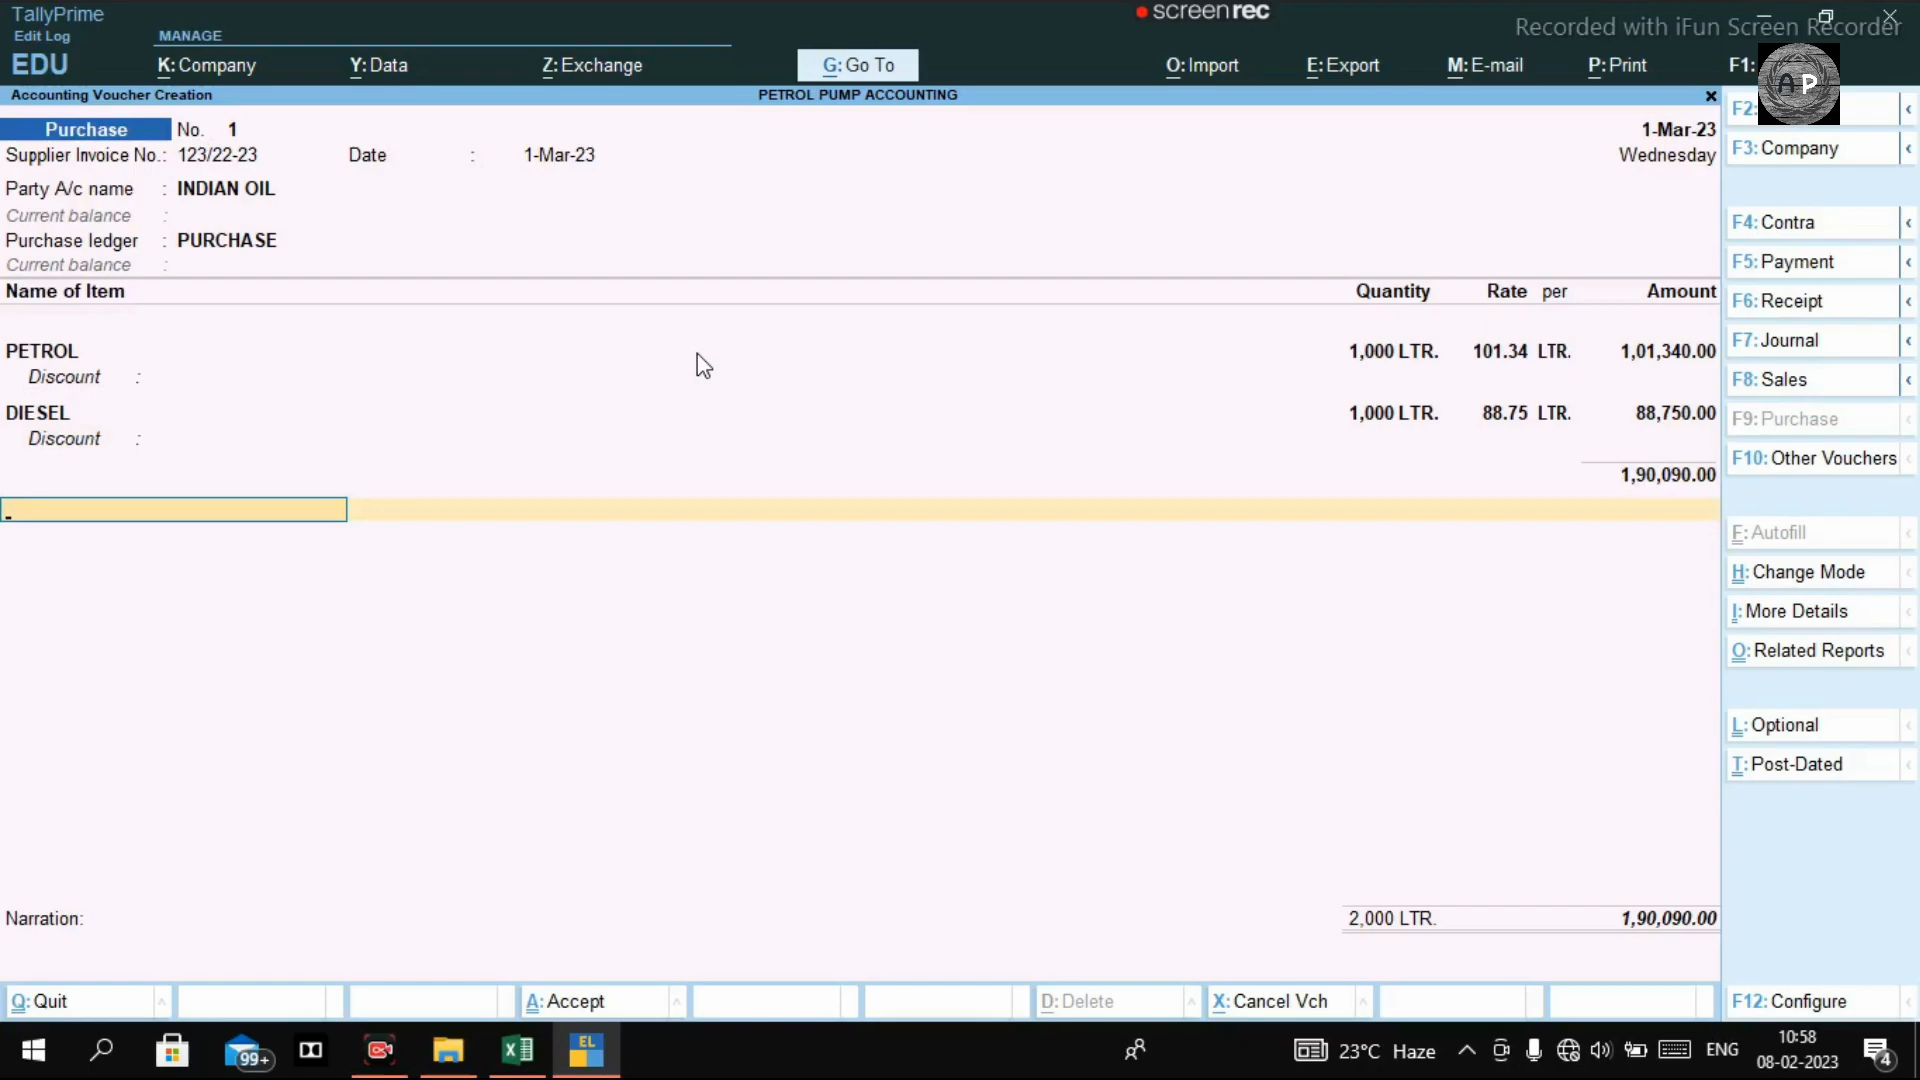 TallyPrime
Edit Log
EDU
MANAGE
K: Company
Y: Data
Z: Exchange
G: Go To
O: Import
E: Export
M: E-mail
P: Print
F1:
screenrec
Recorded with iFun Screen Recorder
AP
Accounting Voucher Creation
PETROL PUMP ACCOUNTING
Purchase No. 1
1-Mar-23
Supplier Invoice No.: 123/22-23 Date : 1-Mar-23
Wednesday
Party A/c name : INDIAN OIL
Current balance :
Purchase ledger : PURCHASE
Current balance :
Name of Item Quantity Rate per Amount
PETROL 1,000 LTR. 101.34 LTR. 1,01,340.00
Discount :
DIESEL 1,000 LTR. 88.75 LTR. 88,750.00
Discount :
1,90,090.00
Narration: 2,000 LTR. 1,90,090.00
F2:
F3: Company
F4: Contra
F5: Payment
F6: Receipt
F7: Journal
F8: Sales
F9: Purchase
F10: Other Vouchers
F: Autofill
H: Change Mode
I: More Details
O: Related Reports
L: Optional
T: Post-Dated
F12: Configure
Q: Quit
A: Accept
D: Delete
X: Cancel Vch
99+
EL
23°C Haze
ENG
10:58
08-02-2023
4